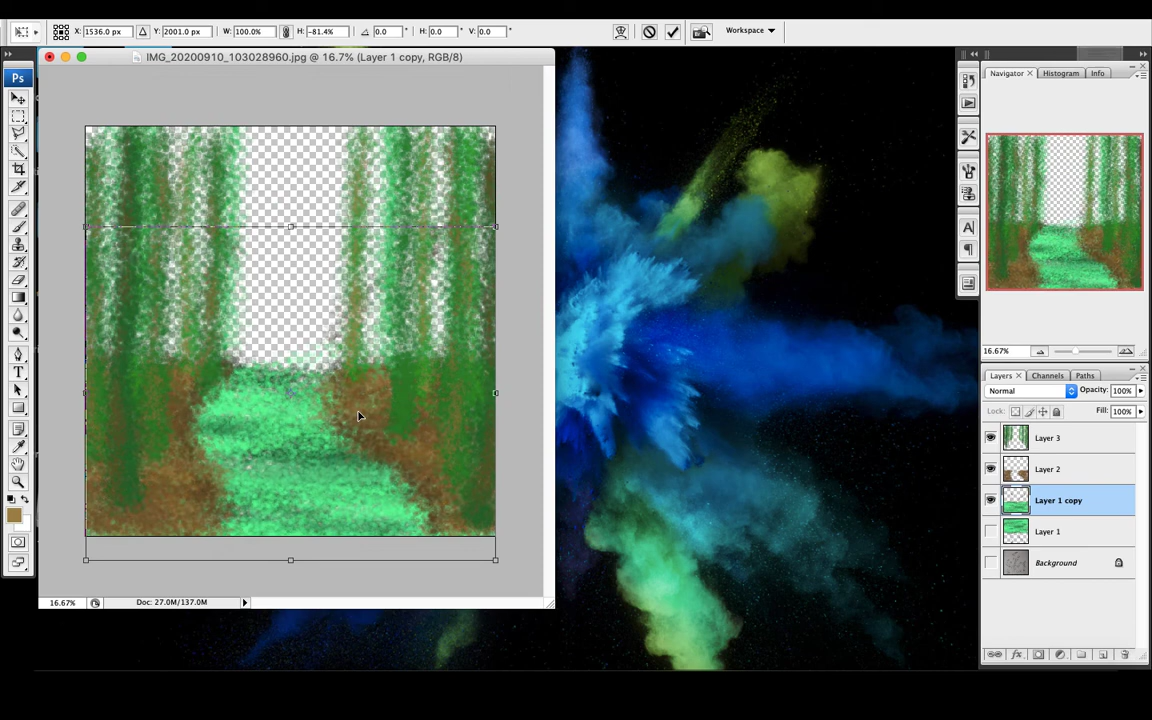 X: 1536.0 px Y: 2001.0 px W: 100.0% H: -81.4% 0.0 ° H: 0.0 ° V: 0.0 ° Workspace
IMG_20200910_103028960.jpg @ 16.7% (Layer 1 copy, RGB/8)
Ps
T
16.67% Doc: 27.0M/137.0M
A
Navigator Histogram Info
16.67%
Layers Channels Paths
Normal Opacity: 100%
Lock: Fill: 100%
Layer 3
Layer 2
Layer 1 copy
Layer 1
Background
fx